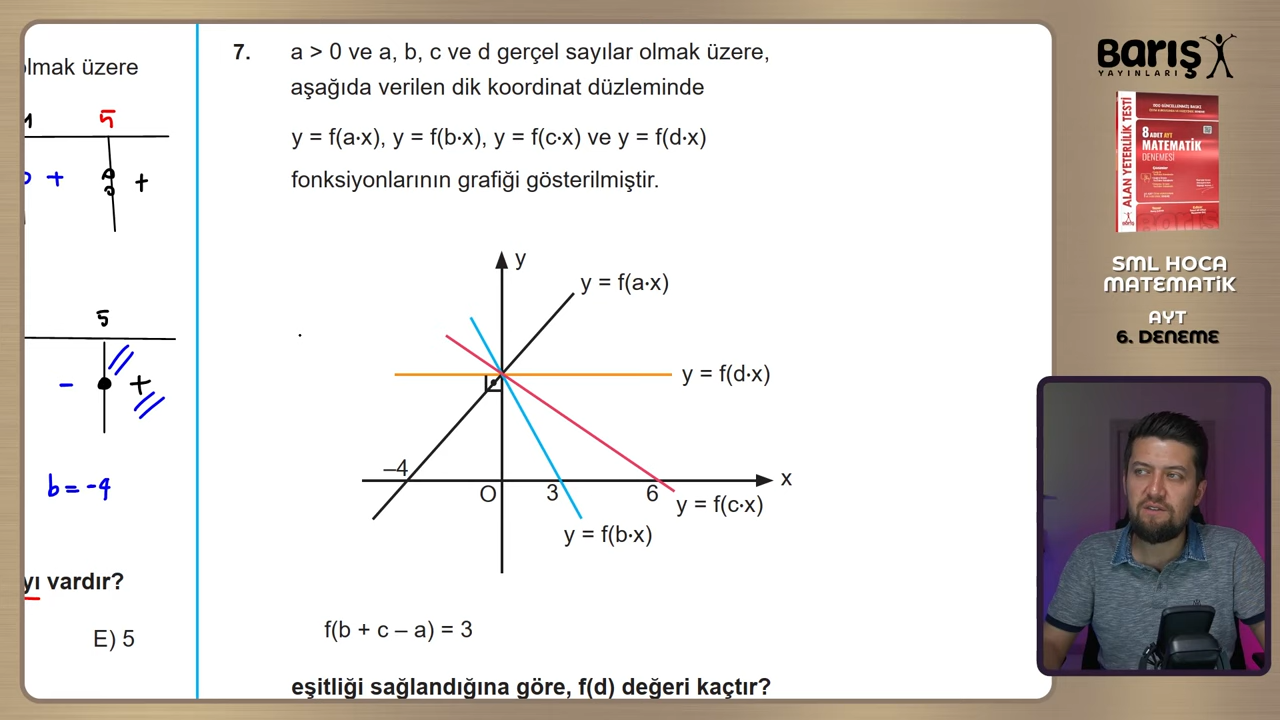 lmak üzere
5
+
+
5
-
+
b = -4
yı vardır?
E) 5
7. a > 0 ve a, b, c ve d gerçel sayılar olmak üzere,
aşağıda verilen dik koordinat düzleminde
y = f(a·x), y = f(b·x), y = f(c·x) ve y = f(d·x)
fonksiyonlarının grafiği gösterilmiştir.
y
y = f(a·x)
y = f(d·x)
–4
O
3
6
x
y = f(c·x)
y = f(b·x)
f(b + c – a) = 3
eşitliği sağlandığına göre, f(d) değeri kaçtır?
BARIŞ
YAYINLARI
ALAN YETERLİLİK TESTİ
8 ADET AYT
MATEMATİK
DENEMESİ
BARIŞ
SML HOCA
MATEMATİK
AYT
6. DENEME